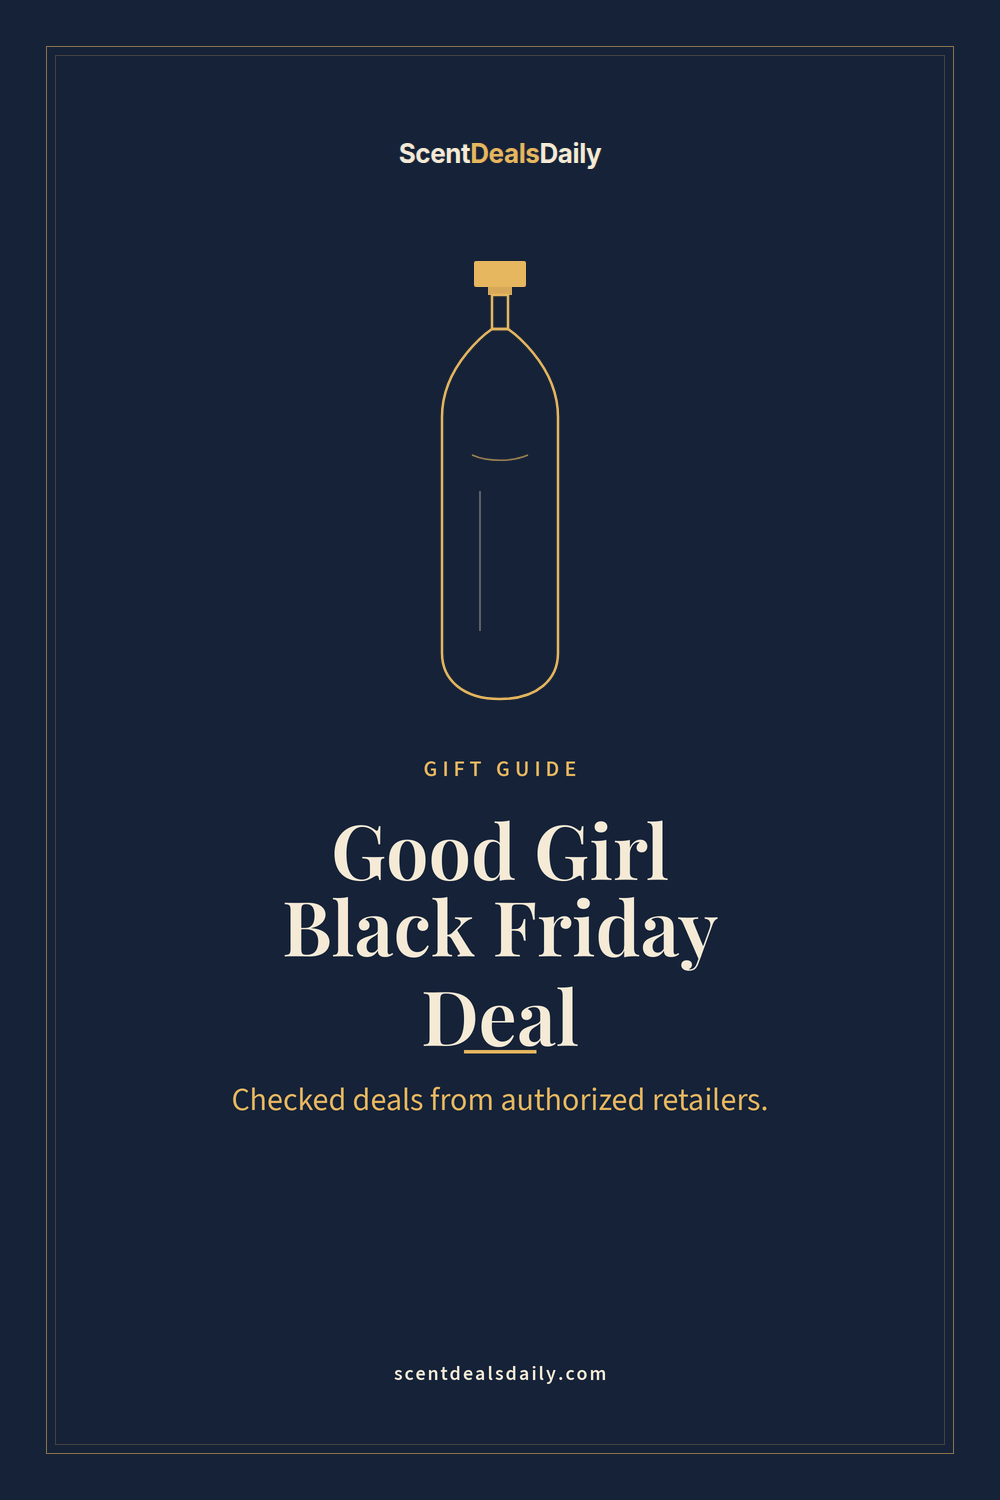 ScentDealsDaily
GIFT GUIDE
Good Girl
Black Friday
Deal
Checked deals from authorized retailers.
scentdealsdaily.com